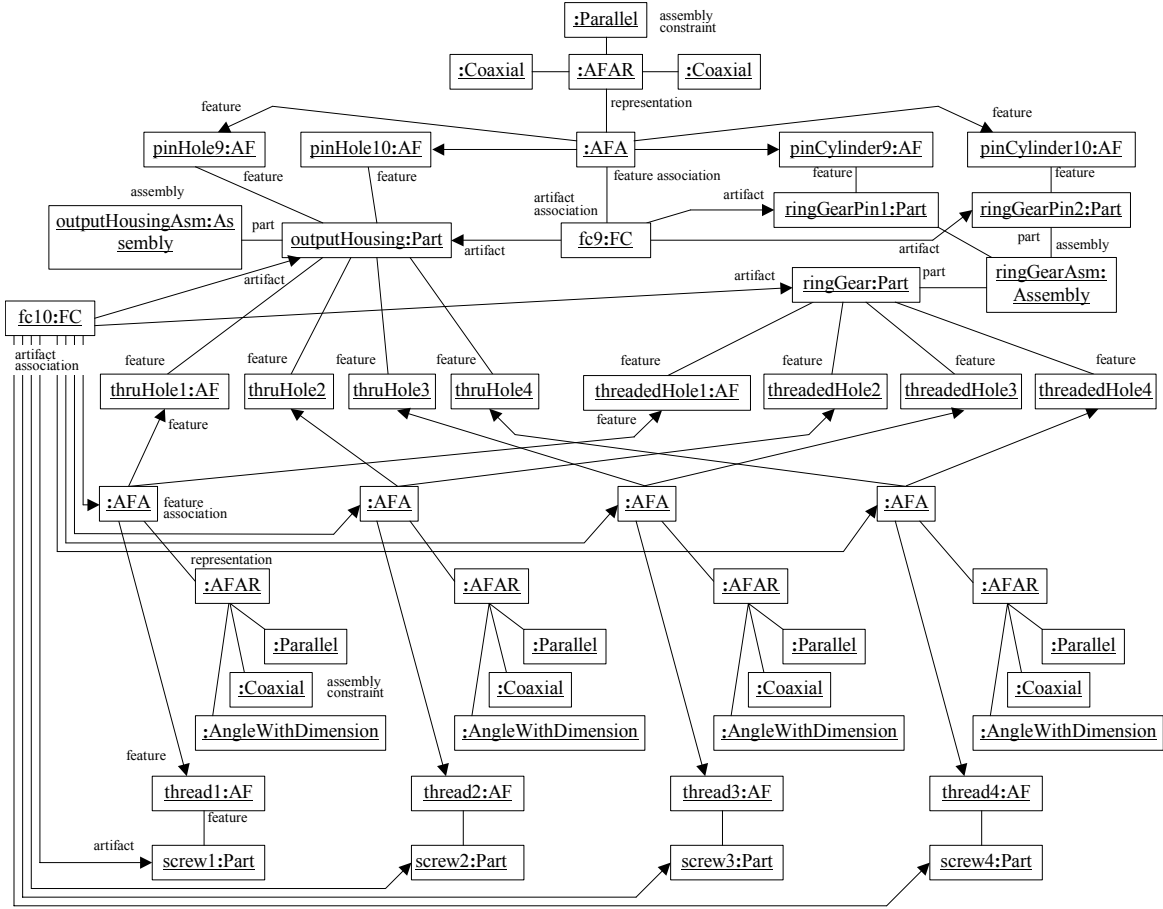 :Parallel
assembly
constraint
:Coaxial
:AFAR
:Coaxial
representation
feature
feature
pinHole9:AF
pinHole10:AF
:AFA
pinCylinder9:AF
pinCylinder10:AF
feature
feature
feature association
feature
feature
assembly
artifact
association
artifact
outputHousingAsm:As
sembly
part
outputHousing:Part
fc9:FC
ringGearPin1:Part
ringGearPin2:Part
artifact
artifact
part
assembly
artifact
artifact
part
ringGear:Part
ringGearAsm:
Assembly
fc10:FC
artifact
association
feature
feature
feature
feature
feature
feature
feature
feature
thruHole1:AF
thruHole2
thruHole3
thruHole4
threadedHole1:AF
threadedHole2
threadedHole3
threadedHole4
feature
feature
:AFA
feature
association
:AFA
:AFA
:AFA
representation
:AFAR
:AFAR
:AFAR
:AFAR
:Parallel
:Parallel
:Parallel
:Parallel
:Coaxial
assembly
constraint
:Coaxial
:Coaxial
:Coaxial
:AngleWithDimension
:AngleWithDimension
:AngleWithDimension
:AngleWithDimension
feature
thread1:AF
thread2:AF
thread3:AF
thread4:AF
feature
artifact
screw1:Part
screw2:Part
screw3:Part
screw4:Part